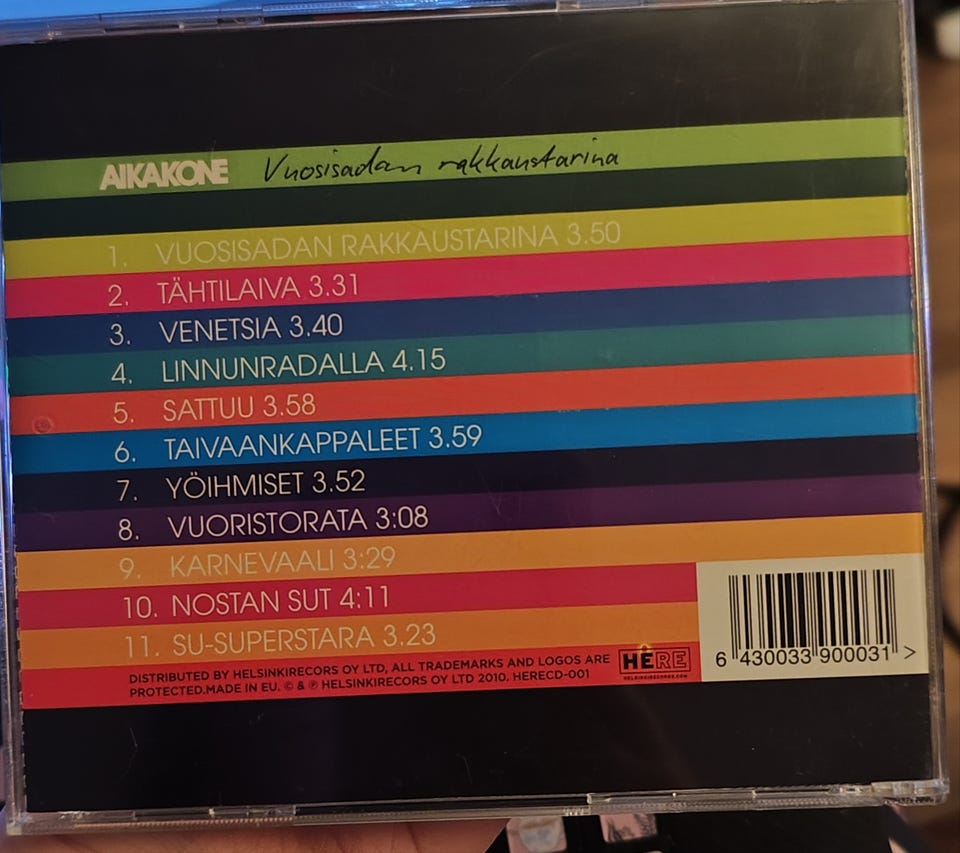 AIKAKONE Vuosisadan rakkaustarina
1. VUOSISADAN RAKKAUSTARINA 3.50
2. TÄHTILAIVA 3.31
3. VENETSIA 3.40
4. LINNUNRADALLA 4.15
5. SATTUU 3.58
6. TAIVAANKAPPALEET 3.59
7. YÖIHMISET 3.52
8. VUORISTORATA 3:08
9. KARNEVAALI 3:29
10. NOSTAN SUT 4:11
11. SU-SUPERSTARA 3.23
DISTRIBUTED BY HELSINKIRECORS OY LTD, ALL TRADEMARKS AND LOGOS ARE
PROTECTED.MADE IN EU. © & ℗ HELSINKIRECORS OY LTD 2010. HERECD-001
HERE
HELSINKIRECORDS.COM
6 430033 900031 >